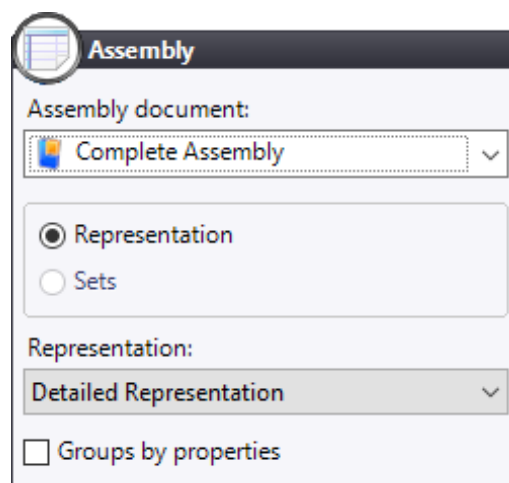 Assembly
Assembly document:
Complete Assembly
Representation
Sets
Representation:
Detailed Representation
Groups by properties